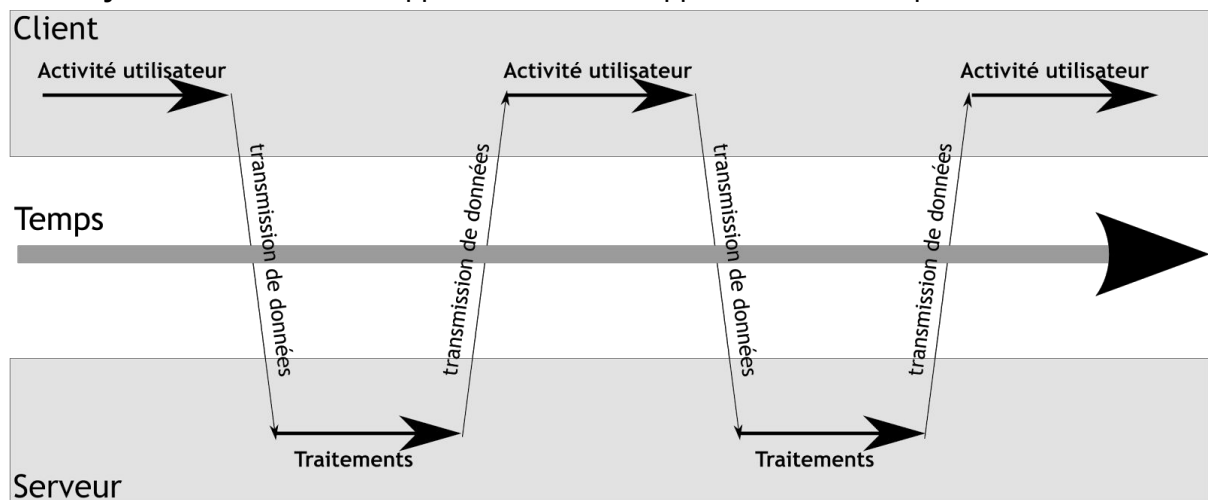 Client
Activité utilisateur
Activité utilisateur
Activité utilisateur
transmission de données
transmission de données
transmission de données
transmission de données
Temps
Traitements
Traitements
Serveur